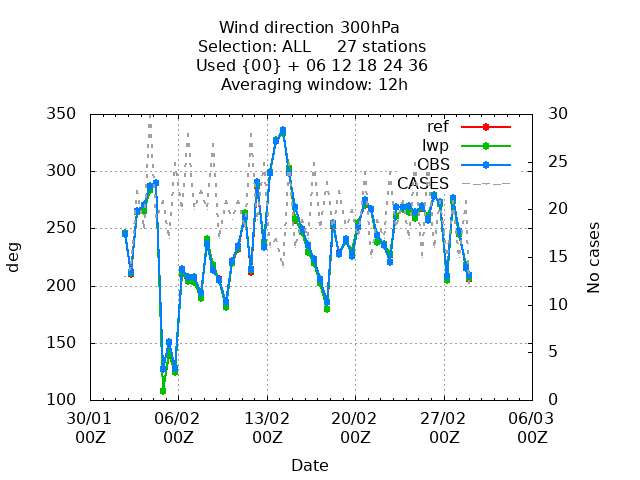 Wind direction 300hPa
Selection: ALL 27 stations
Used {00} + 06 12 18 24 36
Averaging window: 12h
350
300
250
200
150
100
30
25
20
15
10
5
0
ref
lwp
OBS
CASES
deg
No cases
30/01 06/02 13/02 20/02 27/02 06/03
00Z 00Z 00Z 00Z 00Z 00Z
Date